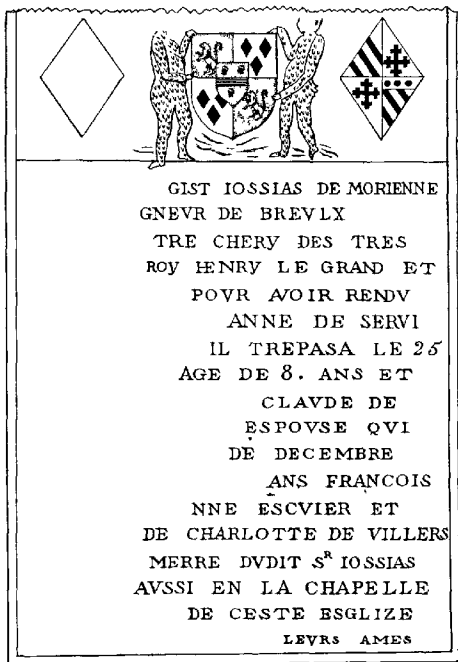 GIST IOSSIAS DE MORIENNE
GNEVR DE BREVLX
TRE CHERY DES TRES
ROY HENRY LE GRAND ET
POVR AVOIR RENDV
ANNE DE SERVI
IL TREPASA LE 25
AGE DE 8. ANS ET
CLAVDE DE
ESPOVSE QVI
DE DECEMBRE
ANS FRANCOIS
NNE ESCVIER ET
DE CHARLOTTE DE VILLERS
MERRE DVDIT Sᴿ IOSSIAS
AVSSI EN LA CHAPELLE
DE CESTE ESGLIZE
LEVRS AMES